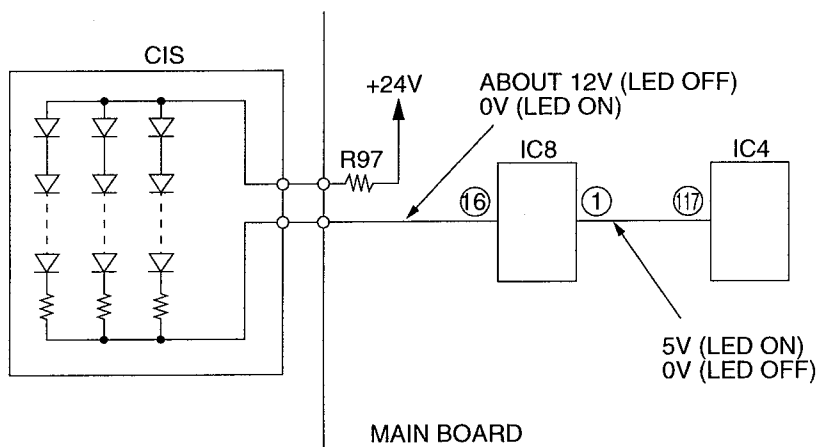 CIS
+24V
R97
ABOUT 12V (LED OFF)
0V (LED ON)
IC8
IC4
16
1
117
5V (LED ON)
0V (LED OFF)
MAIN BOARD